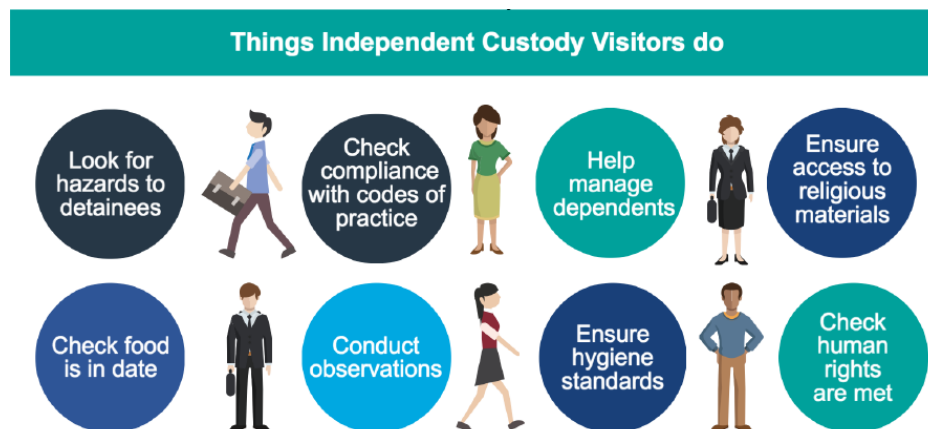 Things Independent Custody Visitors do
Look for
hazards to
detainees
Check
compliance
with codes of
practice
Help
manage
dependents
Ensure
access to
religious
materials
Check food
is in date
Conduct
observations
Ensure
hygiene
standards
Check
human
rights
are met